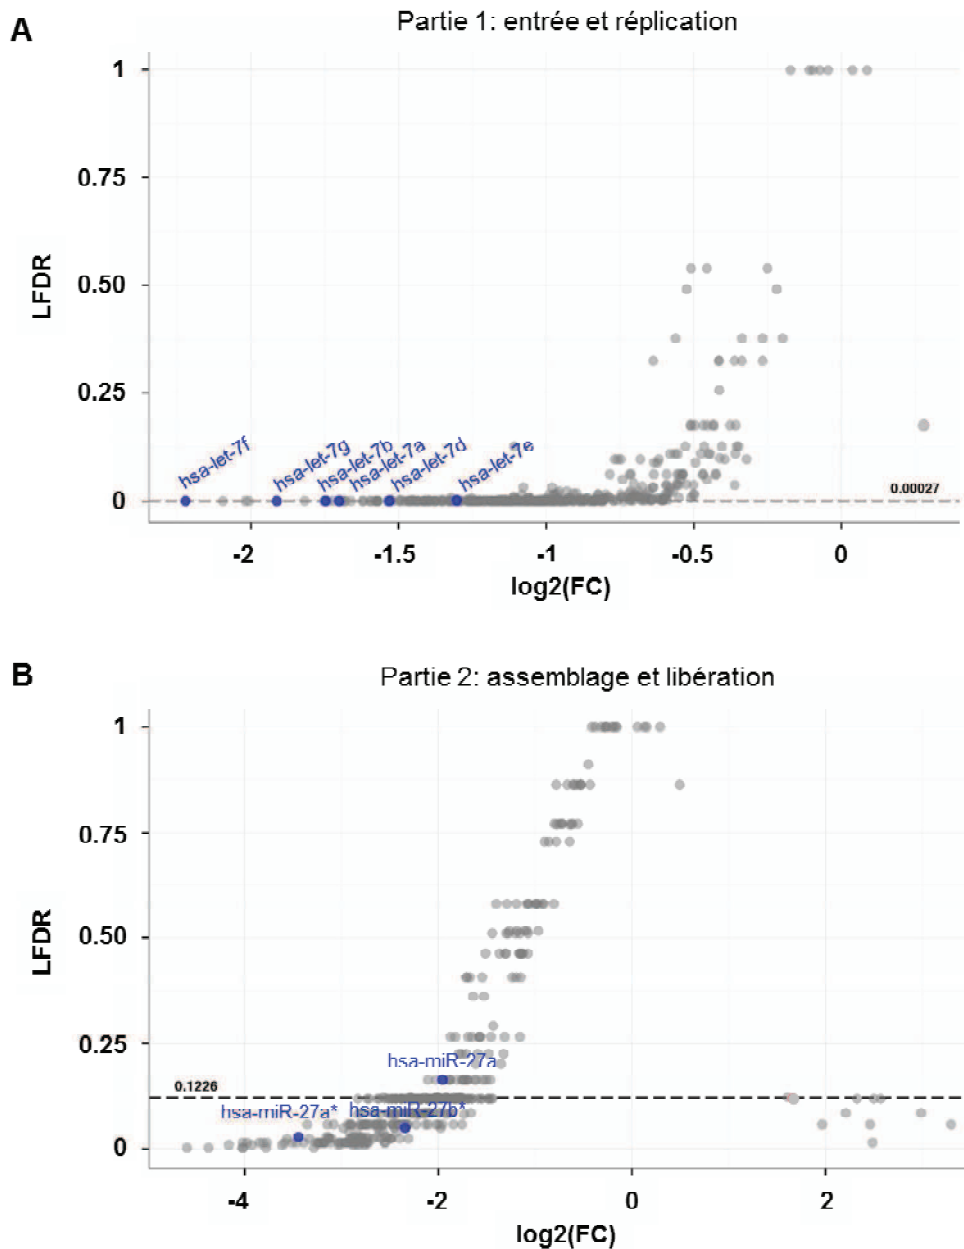 A
Partie 1: entrée et réplication
1
0.75
0.50
0.25
0
LFDR
hsa-let-7f
hsa-let-7g
hsa-let-7b
hsa-let-7a
hsa-let-7d
hsa-let-7e
0.00027
-2
-1.5
-1
-0.5
0
log2(FC)
B
Partie 2: assemblage et libération
1
0.75
0.50
0.25
0
LFDR
hsa-miR-27a
0.1226
hsa-miR-27a*
hsa-miR-27b*
-4
-2
0
2
log2(FC)